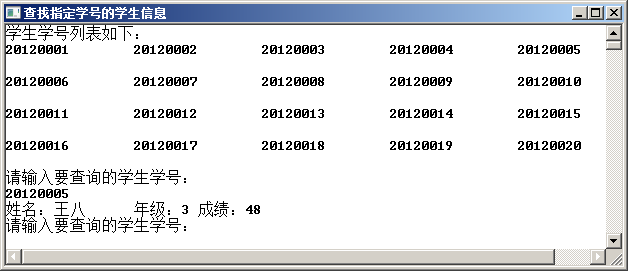 查找指定学号的学生信息
学生学号列表如下：
20120001 20120002 20120003 20120004 20120005
20120006 20120007 20120008 20120009 20120010
20120011 20120012 20120013 20120014 20120015
20120016 20120017 20120018 20120019 20120020
请输入要查询的学生学号：
20120005
姓名：王八 年级：3 成绩：48
请输入要查询的学生学号：